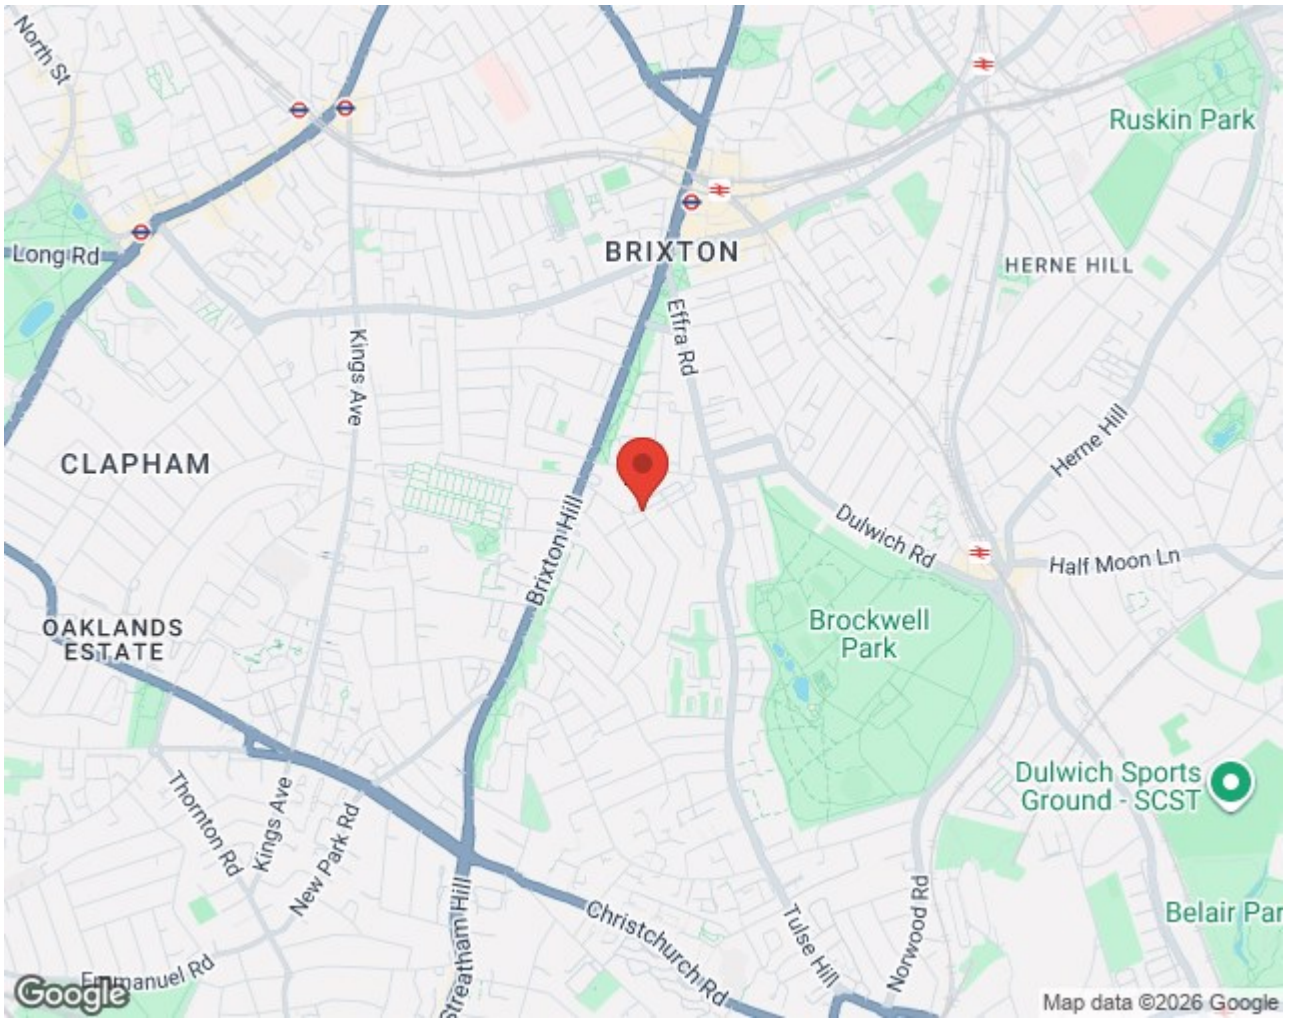 North St
Ruskin Park
Long Rd
BRIXTON
HERNE HILL
Effra Rd
Kings Ave
Herne Hill
CLAPHAM
Brixton Hill
Dulwich Rd
Half Moon Ln
OAKLANDS
ESTATE
Brockwell
Park
Dulwich Sports
Ground - SCST
Thornton Rd
Kings Ave
New Park Rd
Streatham Hill
Christchurch Rd
Tulse Hill
Norwood Rd
Belair Par
Emmanuel Rd
Google
Map data ©2026 Google